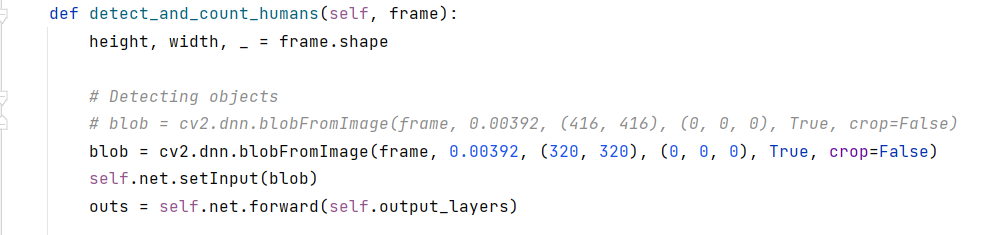 def detect_and_count_humans(self, frame):
    height, width, _ = frame.shape

    # Detecting objects
    # blob = cv2.dnn.blobFromImage(frame, 0.00392, (416, 416), (0, 0, 0), True, crop=False)
    blob = cv2.dnn.blobFromImage(frame, 0.00392, (320, 320), (0, 0, 0), True, crop=False)
    self.net.setInput(blob)
    outs = self.net.forward(self.output_layers)